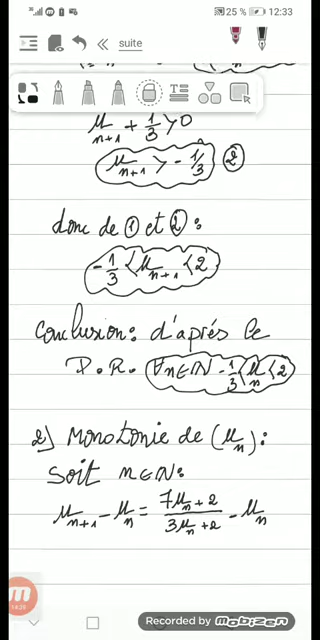 25 % 12:33
suite
u_{n+1} + 1/3 > 0
u_{n+1} > - 1/3 ②
donc de ① et ② :
- 1/3 < u_{n+1} < 2
Conclusion : d'après le
P.R. ∀n∈ℕ - 1/3 < u_n < 2
2) Monotonie de (u_n) :
Soit n∈ℕ :
u_{n+1} - u_n = (7u_n + 2)/(3u_n + 2) - u_n
14:29
Recorded by Mobizen